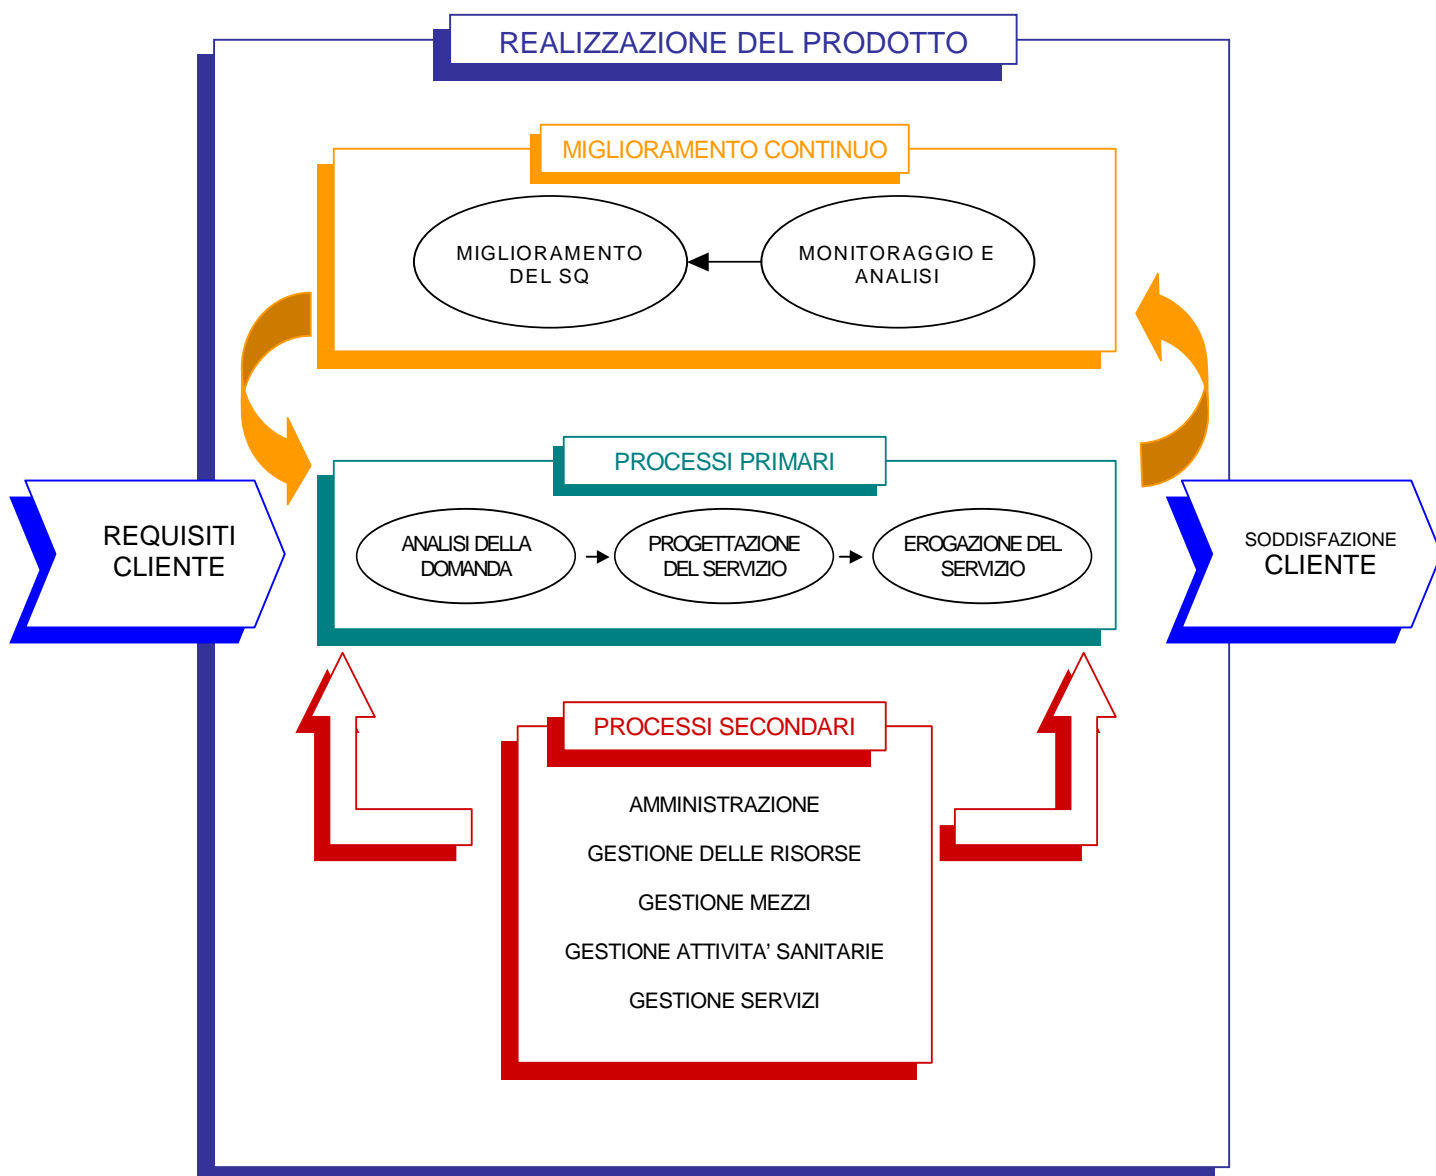 REALIZZAZIONE DEL PRODOTTO
MIGLIORAMENTO CONTINUO
MIGLIORAMENTO
DEL SQ
MONITORAGGIO E
ANALISI
PROCESSI PRIMARI
REQUISITI
CLIENTE
ANALISI DELLA
DOMANDA
PROGETTAZIONE
DEL SERVIZIO
EROGAZIONE DEL
SERVIZIO
SODDISFAZIONE
CLIENTE
PROCESSI SECONDARI
AMMINISTRAZIONE
GESTIONE DELLE RISORSE
GESTIONE MEZZI
GESTIONE ATTIVITA’ SANITARIE
GESTIONE SERVIZI